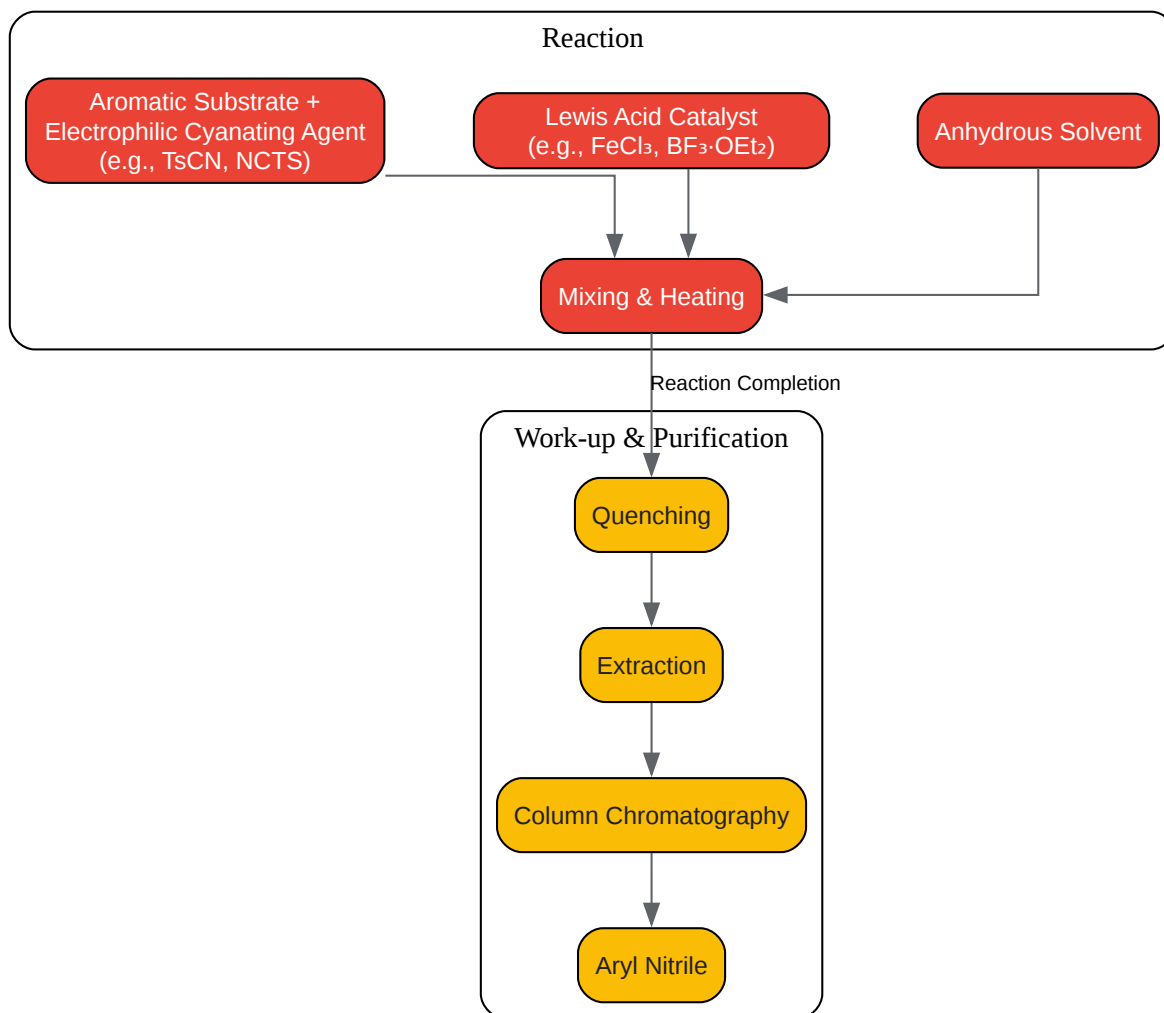 Reaction
Aromatic Substrate +
Electrophilic Cyanating Agent
(e.g., TsCN, NCTS)
Lewis Acid Catalyst
(e.g., FeCl₃, BF₃·OEt₂)
Anhydrous Solvent
Mixing & Heating
Reaction Completion
Work-up & Purification
Quenching
Extraction
Column Chromatography
Aryl Nitrile